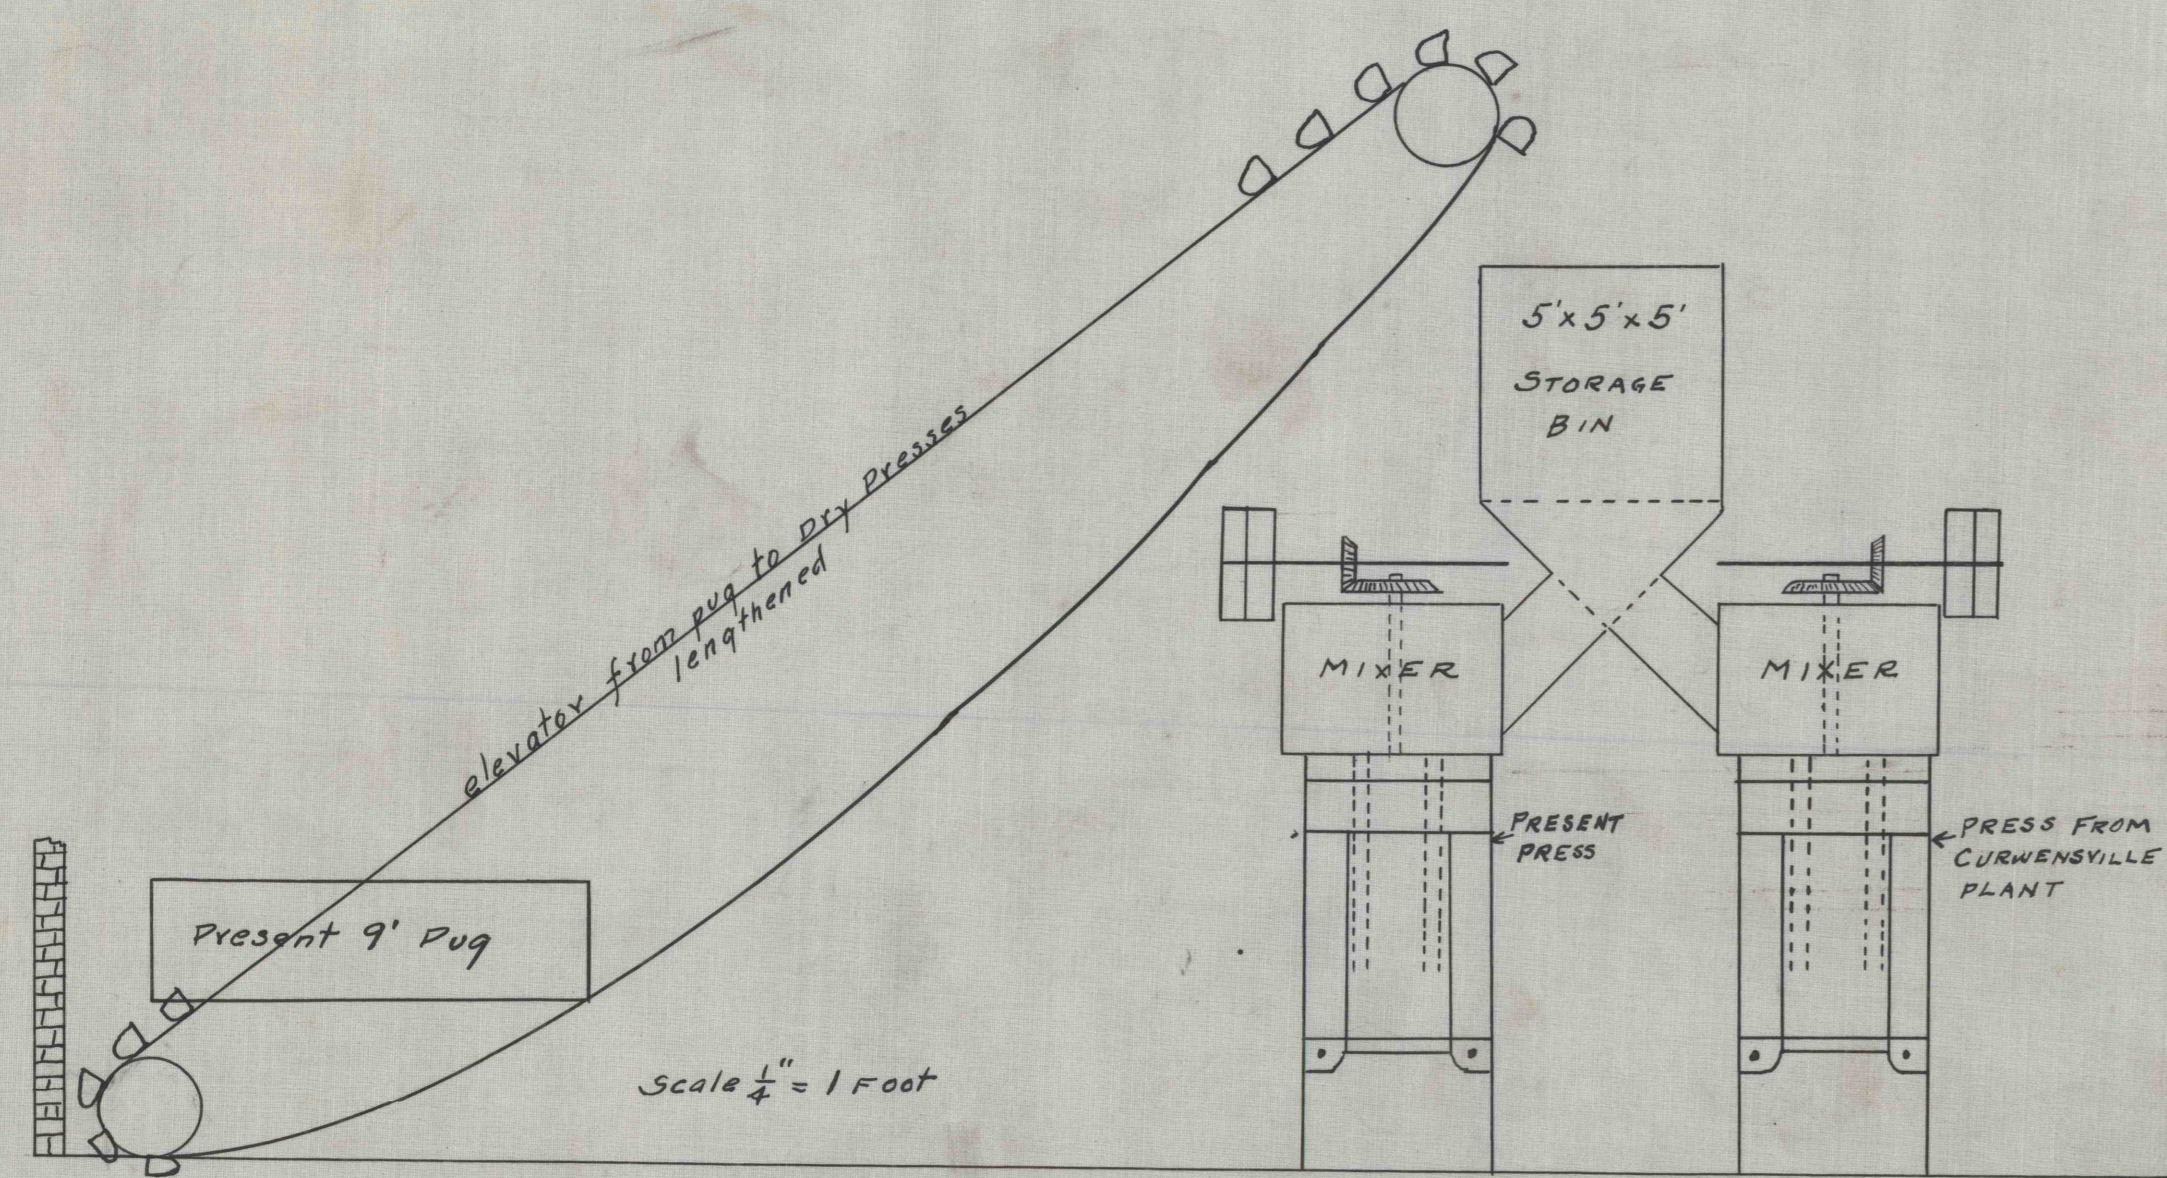 5'x5'x5'
STORAGE
BIN
elevator from pug to Dry Presses
lengthened
MIXER
MIXER
PRESENT
PRESS
PRESS FROM
CURWENSVILLE
PLANT
Present 9' Pug
Scale 1/4" = 1 Foot